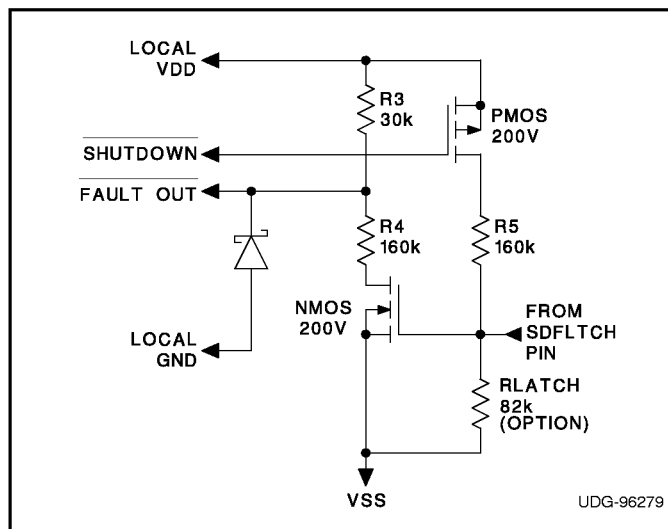 LOCAL
VDD
R3
30k
PMOS
200V
SHUTDOWN
FAULT OUT
R4
160k
R5
160k
NMOS
200V
FROM
SDFLTCH
PIN
LOCAL
GND
RLATCH
82k
(OPTION)
VSS
UDG-96279